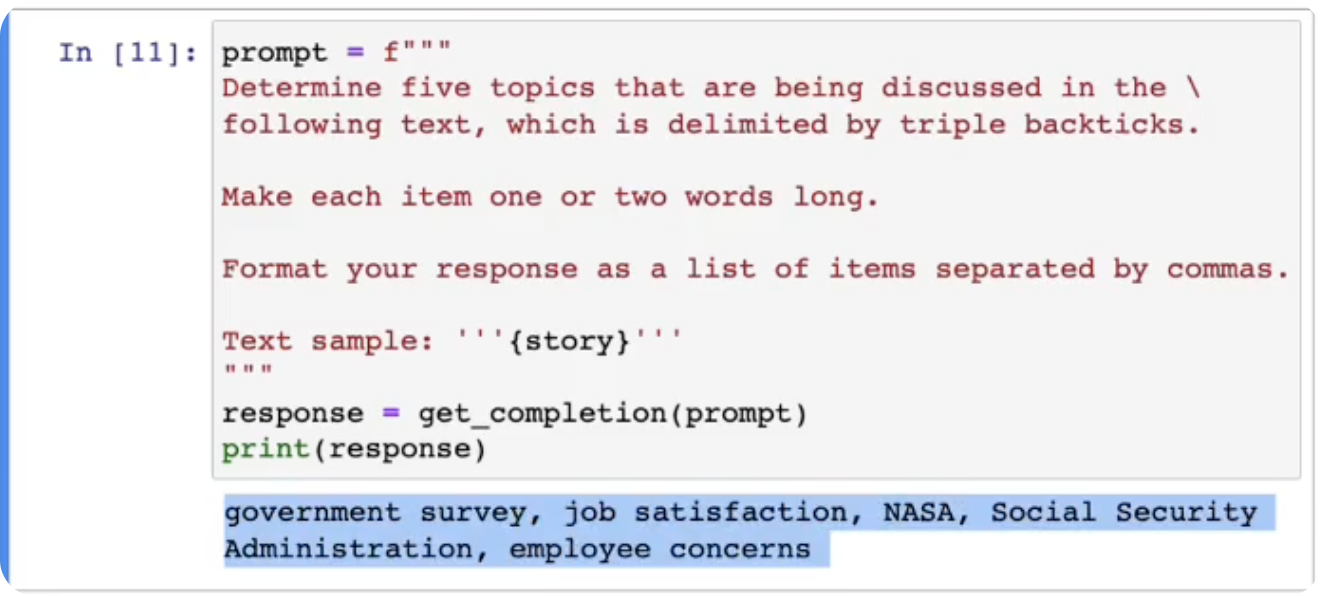 In [11]: prompt = f"""
Determine five topics that are being discussed in the \
following text, which is delimited by triple backticks.
Make each item one or two words long.
Format your response as a list of items separated by commas.
Text sample: '''{story}'''
"""
response = get_completion(prompt)
print(response)
government survey, job satisfaction, NASA, Social Security
Administration, employee concerns